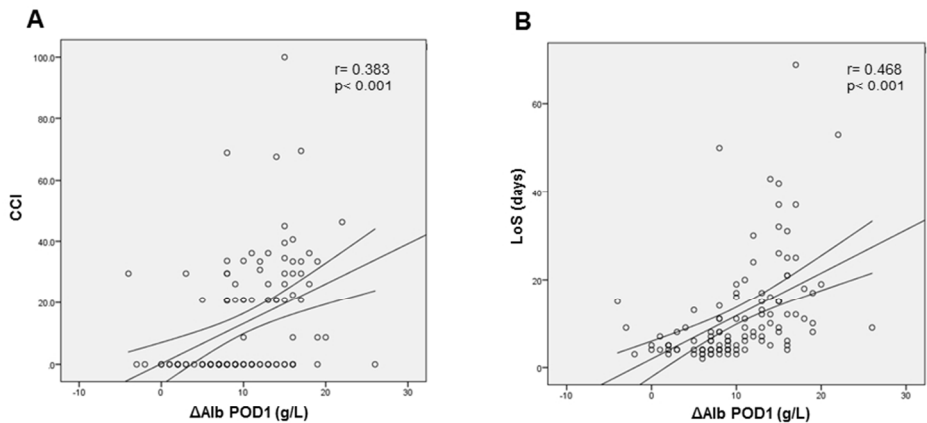 A
B
r= 0.383
p< 0.001
r= 0.468
p< 0.001
100.0
80.0
60.0
40.0
20.0
.0
CCI
-10
0
10
20
30
ΔAlb POD1 (g/L)
60
40
20
0
LoS (days)
-10
0
10
20
30
ΔAlb POD1 (g/L)